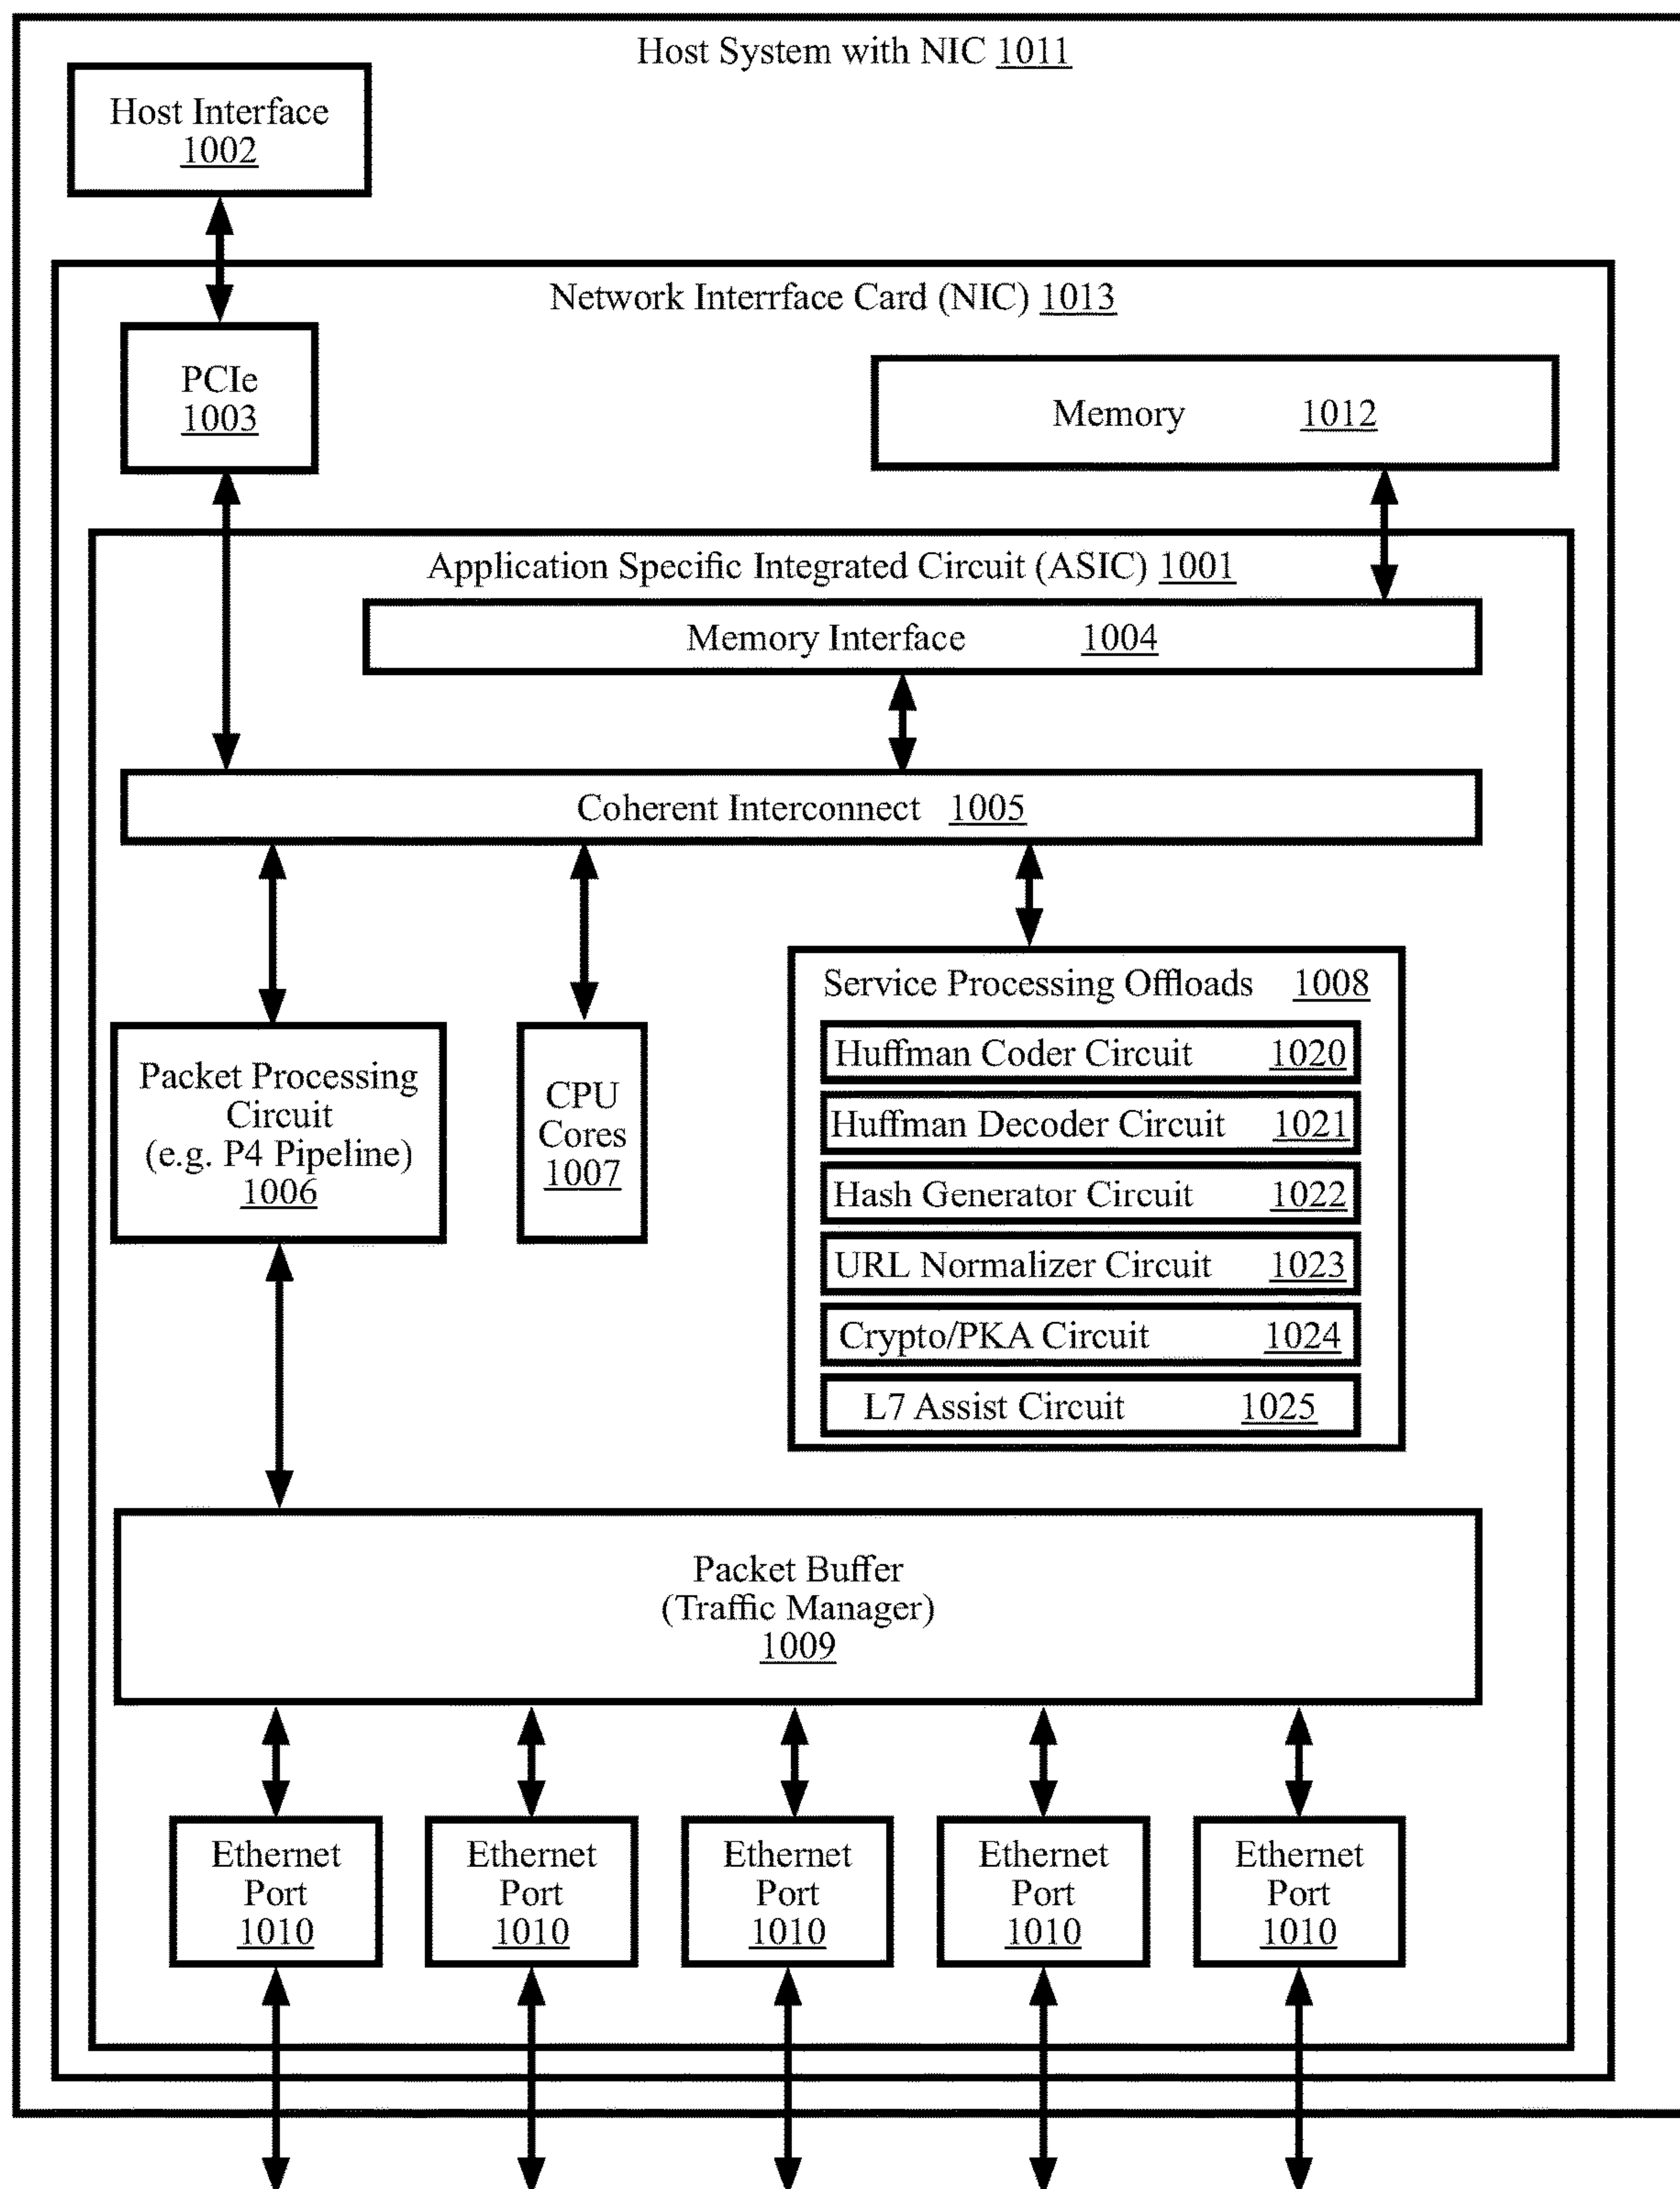 Host System with NIC 1011
Host Interface
1002
Network Interrface Card (NIC) 1013
PCIe
1003
Memory 1012
Application Specific Integrated Circuit (ASIC) 1001
Memory Interface 1004
Coherent Interconnect 1005
Packet Processing
Circuit
(e.g. P4 Pipeline)
1006
CPU
Cores
1007
Service Processing Offloads 1008
Huffman Coder Circuit 1020
Huffman Decoder Circuit 1021
Hash Generator Circuit 1022
URL Normalizer Circuit 1023
Crypto/PKA Circuit 1024
L7 Assist Circuit 1025
Packet Buffer
(Traffic Manager)
1009
Ethernet
Port
1010
Ethernet
Port
1010
Ethernet
Port
1010
Ethernet
Port
1010
Ethernet
Port
1010